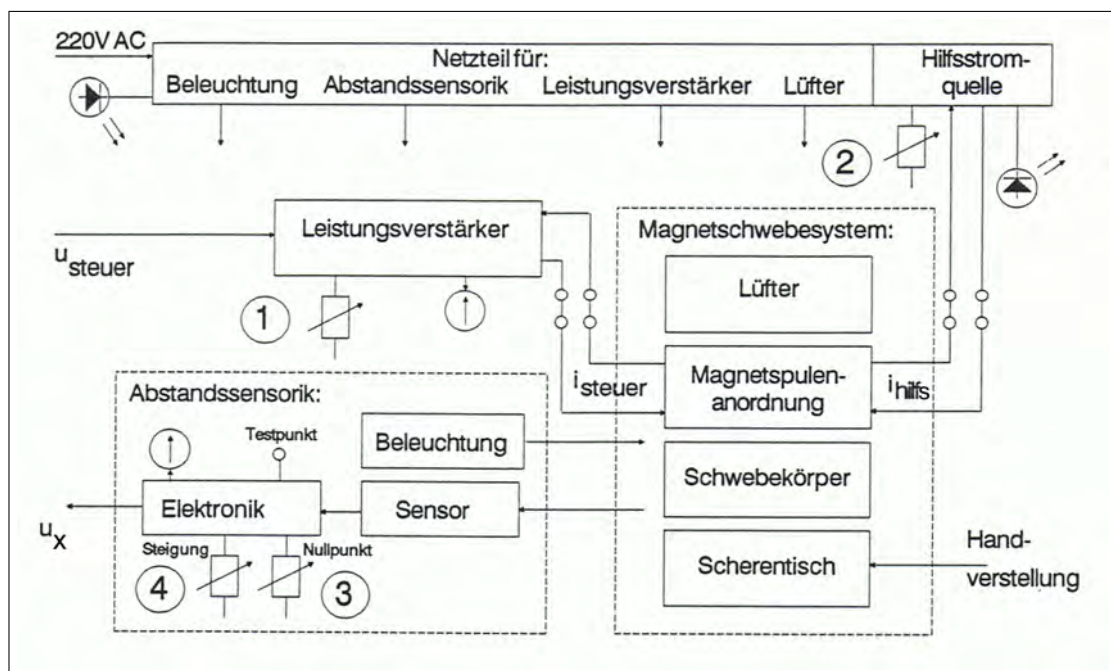 220V AC
Netzteil für:
Beleuchtung Abstandssensorik Leistungsverstärker Lüfter
Hilfsstrom-
quelle
2
Leistungsverstärker
u steuer
1
Magnetschwebesystem:
Lüfter
i steuer
Magnetspulen-
anordnung
i hilfs
Abstandssensorik:
Testpunkt
Beleuchtung
Schwebekörper
Elektronik
Sensor
u x
Steigung
Nullpunkt
4
3
Scherentisch
Hand-
verstellung